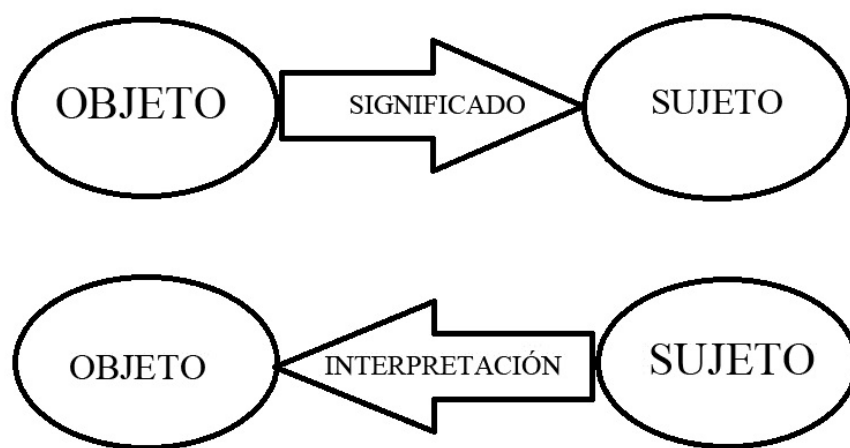 OBJETO SIGNIFICADO SUJETO
OBJETO INTERPRETACIÓN SUJETO